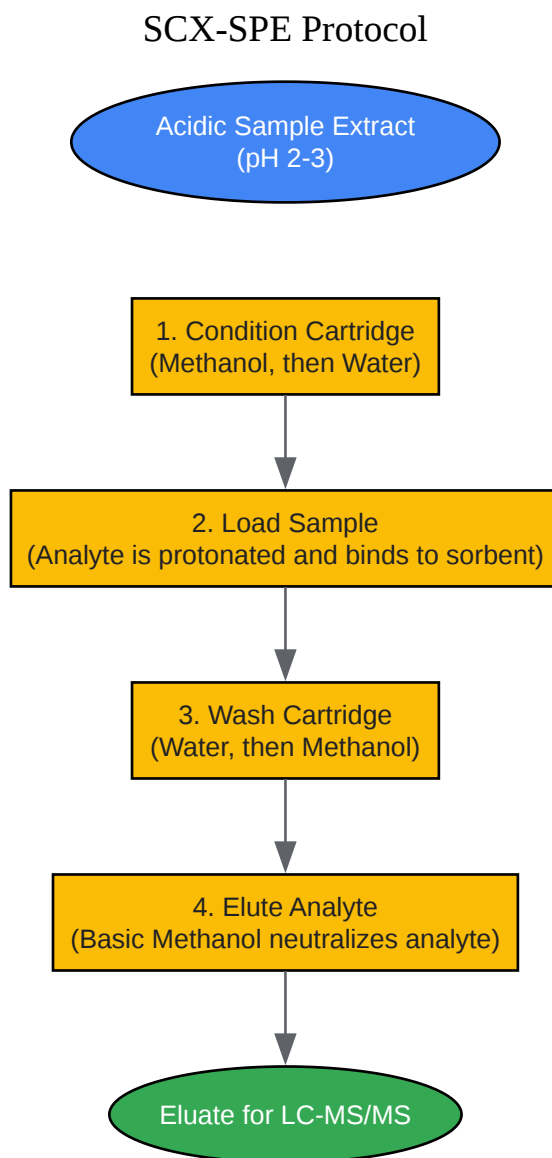 SCX-SPE Protocol
Acidic Sample Extract
(pH 2-3)
1. Condition Cartridge
(Methanol, then Water)
2. Load Sample
(Analyte is protonated and binds to sorbent)
3. Wash Cartridge
(Water, then Methanol)
4. Elute Analyte
(Basic Methanol neutralizes analyte)
Eluate for LC-MS/MS